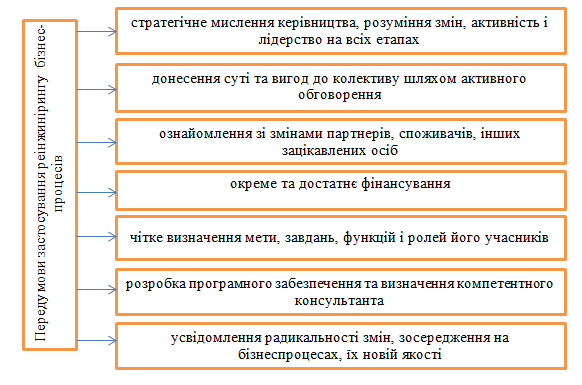 Передумови застосування реінжинірингу бізнес-
процесів
стратегічне мислення керівництва, розуміння змін, активність і
лідерство на всіх етапах
донесення суті та вигод до колективу шляхом активного
обговорення
ознайомлення зі змінами партнерів, споживачів, інших
зацікавлених осіб
окреме та достатнє фінансування
чітке визначення мети, завдань, функцій і ролей його учасників
розробка програмного забезпечення та визначення компетентного
консультанта
усвідомлення радикальності змін, зосередження на
бізнеспроцесах, їх новій якості